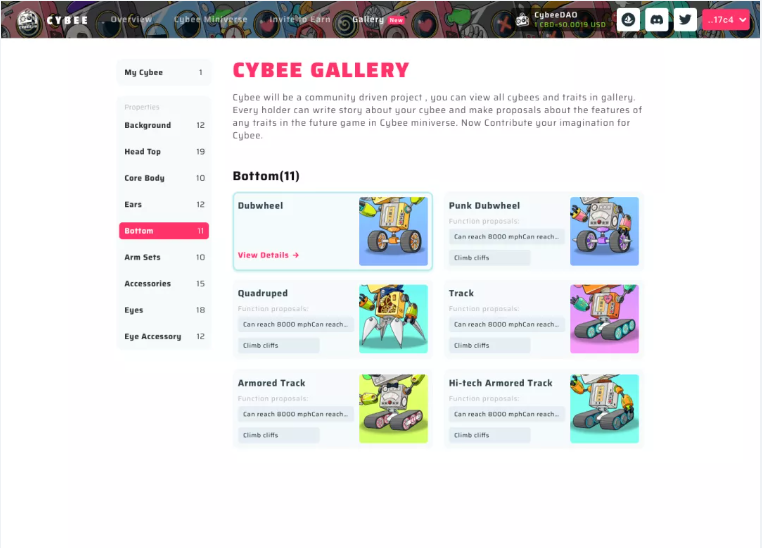 CYBEE
Overview
Cybee Miniverse
Invite to Earn
Gallery New
CybeeDAO
1 CBD=$0.0019 USD
..17c4
My Cybee 1
Properties
Background 12
Head Top 19
Core Body 10
Ears 12
Bottom 11
Arm Sets 10
Accessories 15
Eyes 18
Eye Accessory 12
CYBEE GALLERY
Cybee will be a community driven project , you can view all cybees and traits in gallery.
Every holder can write story about your cybee and make proposals about the features of
any traits in the future game in Cybee miniverse. Now Contribute your imagination for
Cybee.
Bottom(11)
Dubwheel
View Details →
Punk Dubwheel
Function proposals:
Can reach 8000 mphCan reach...
Climb cliffs
Quadruped
Function proposals:
Can reach 8000 mphCan reach...
Climb cliffs
Track
Function proposals:
Can reach 8000 mphCan reach...
Climb cliffs
Armored Track
Function proposals:
Can reach 8000 mphCan reach...
Climb cliffs
Hi-tech Armored Track
Function proposals:
Can reach 8000 mphCan reach...
Climb cliffs